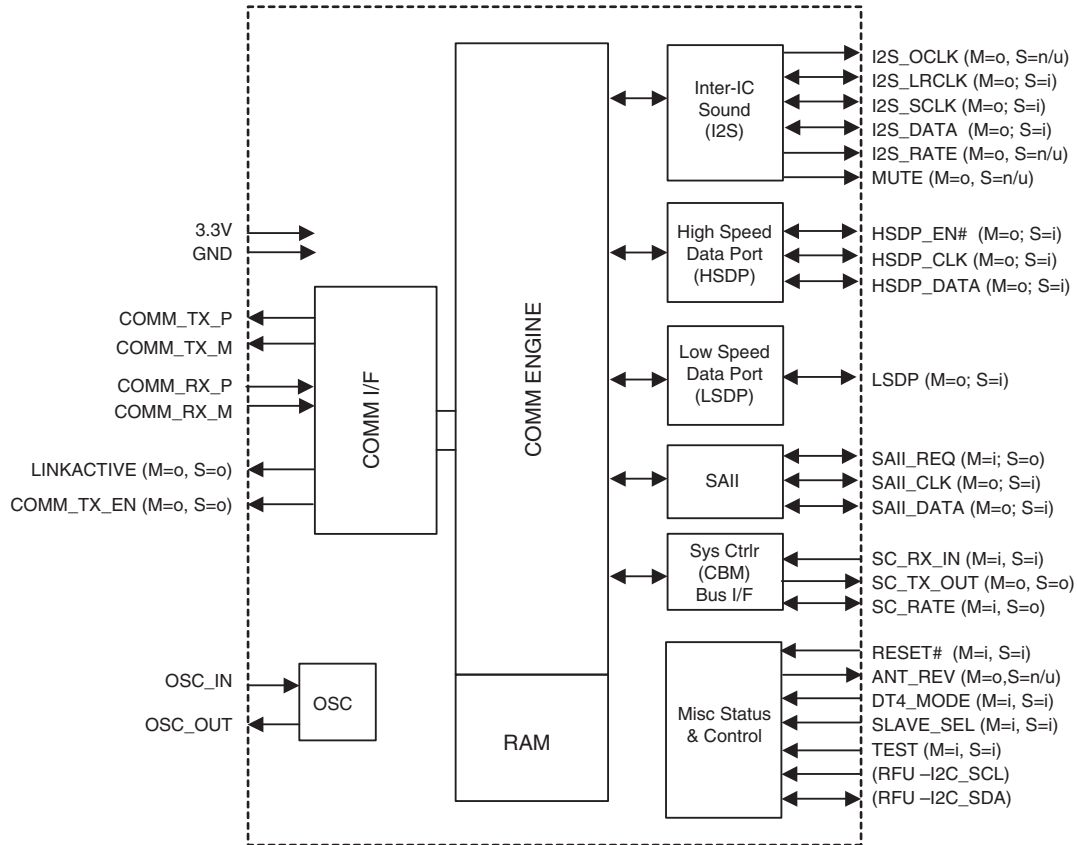 3.3V
GND
COMM_TX_P
COMM_TX_M
COMM_RX_P
COMM_RX_M
LINKACTIVE (M=o, S=o)
COMM_TX_EN (M=o, S=o)
OSC_IN
OSC_OUT
COMM I/F
OSC
COMM ENGINE
RAM
Inter-IC
Sound
(I2S)
High Speed
Data Port
(HSDP)
Low Speed
Data Port
(LSDP)
SAII
Sys Ctrlr
(CBM)
Bus I/F
Misc Status
& Control
I2S_OCLK (M=o, S=n/u)
I2S_LRCLK (M=o; S=i)
I2S_SCLK (M=o; S=i)
I2S_DATA (M=o; S=i)
I2S_RATE (M=o, S=n/u)
MUTE (M=o, S=n/u)
HSDP_EN# (M=o; S=i)
HSDP_CLK (M=o; S=i)
HSDP_DATA (M=o; S=i)
LSDP (M=o; S=i)
SAII_REQ (M=i; S=o)
SAII_CLK (M=o; S=i)
SAII_DATA (M=o; S=i)
SC_RX_IN (M=i, S=i)
SC_TX_OUT (M=o, S=o)
SC_RATE (M=i, S=o)
RESET# (M=i, S=i)
ANT_REV (M=o,S=n/u)
DT4_MODE (M=i, S=i)
SLAVE_SEL (M=i, S=i)
TEST (M=i, S=i)
(RFU –I2C_SCL)
(RFU –I2C_SDA)